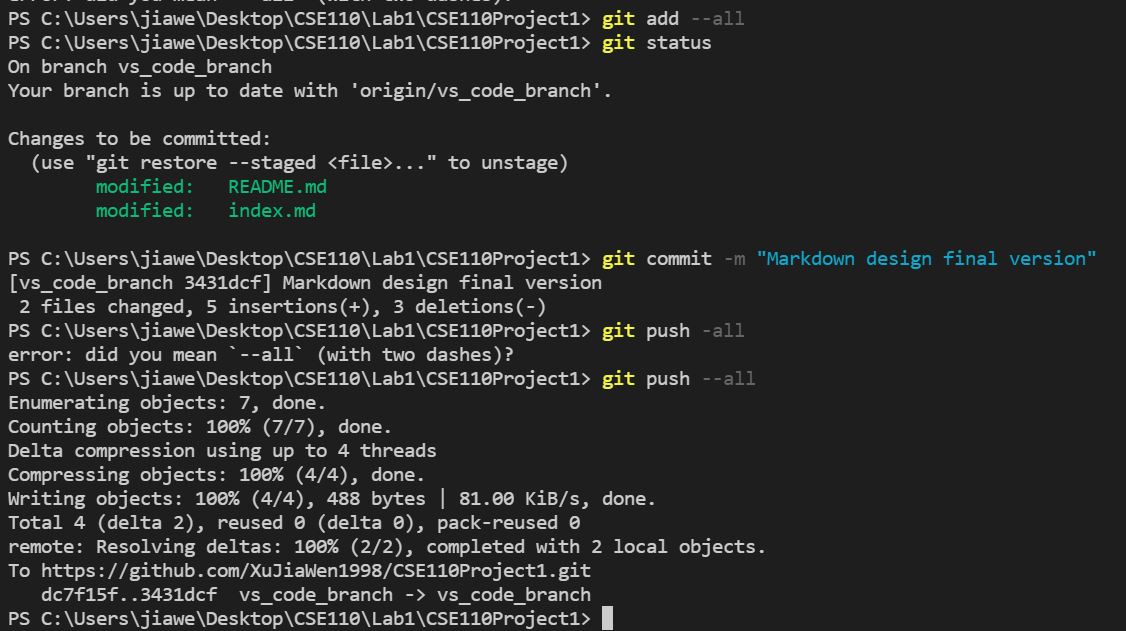 error: did you mean `--all` (with two dashes)?
PS C:\Users\jiawe\Desktop\CSE110\Lab1\CSE110Project1> git add --all
PS C:\Users\jiawe\Desktop\CSE110\Lab1\CSE110Project1> git status
On branch vs_code_branch
Your branch is up to date with 'origin/vs_code_branch'.

Changes to be committed:
  (use "git restore --staged <file>..." to unstage)
        modified:   README.md
        modified:   index.md

PS C:\Users\jiawe\Desktop\CSE110\Lab1\CSE110Project1> git commit -m "Markdown design final version"
[vs_code_branch 3431dcf] Markdown design final version
 2 files changed, 5 insertions(+), 3 deletions(-)
PS C:\Users\jiawe\Desktop\CSE110\Lab1\CSE110Project1> git push -all
error: did you mean `--all` (with two dashes)?
PS C:\Users\jiawe\Desktop\CSE110\Lab1\CSE110Project1> git push --all
Enumerating objects: 7, done.
Counting objects: 100% (7/7), done.
Delta compression using up to 4 threads
Compressing objects: 100% (4/4), done.
Writing objects: 100% (4/4), 488 bytes | 81.00 KiB/s, done.
Total 4 (delta 2), reused 0 (delta 0), pack-reused 0
remote: Resolving deltas: 100% (2/2), completed with 2 local objects.
To https://github.com/XuJiaWen1998/CSE110Project1.git
   dc7f15f..3431dcf  vs_code_branch -> vs_code_branch
PS C:\Users\jiawe\Desktop\CSE110\Lab1\CSE110Project1>